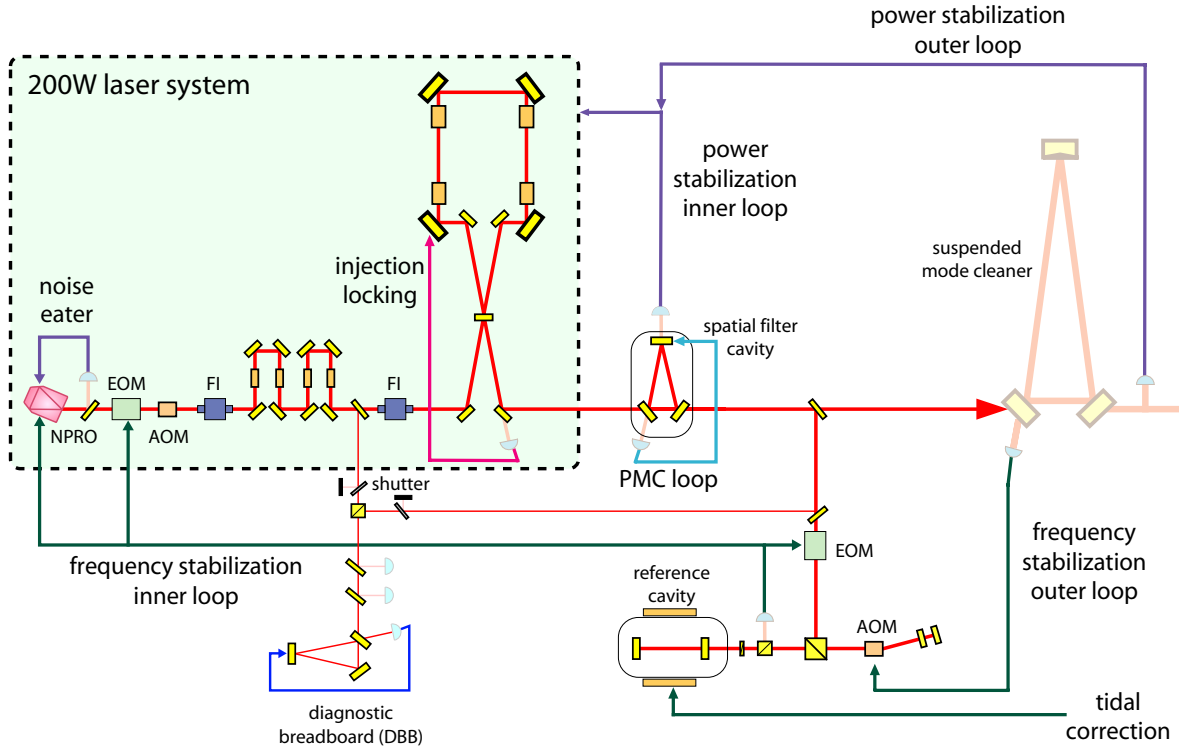 power stabilization
outer loop
200W laser system
power
stabilization
inner loop
suspended
mode cleaner
injection
locking
noise
eater
spatial filter
cavity
EOM
FI
FI
NPRO
AOM
PMC loop
shutter
frequency
stabilization
outer loop
EOM
frequency stabilization
inner loop
reference
cavity
AOM
diagnostic
breadboard (DBB)
tidal
correction